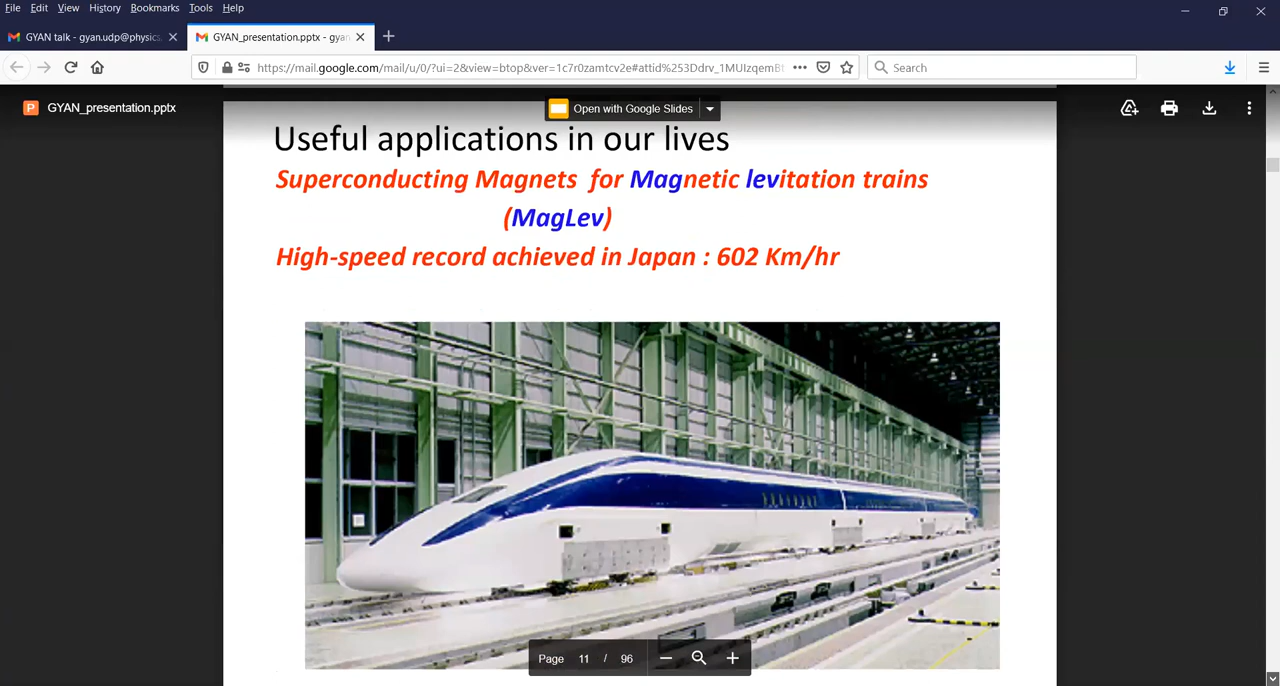 File Edit View History Bookmarks Tools Help
GYAN talk - gyan.udp@physics.
GYAN_presentation.pptx - gyan
https://mail.google.com/mail/u/0/?ui=2&view=btop&ver=1c7r0zamtcv2e#attid%253Ddrv_1MUIzqemBt
Search
GYAN_presentation.pptx
Open with Google Slides
Useful applications in our lives
Superconducting Magnets for Magnetic levitation trains
(MagLev)
High-speed record achieved in Japan : 602 Km/hr
Page 11 / 96